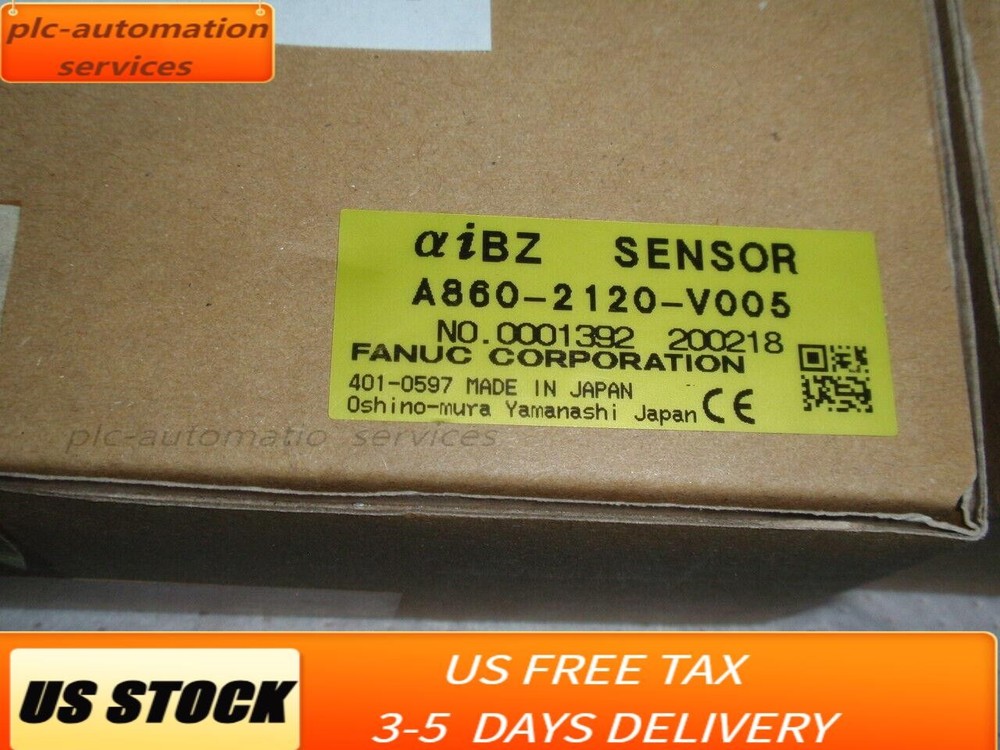 plc-automation
services
αiBZ SENSOR
A860-2120-V005
NO.0001392 200218
FANUC CORPORATION
401-0597 MADE IN JAPAN
Oshino-mura Yamanashi Japan CE
plc-automatio services
US STOCK
US FREE TAX
3-5 DAYS DELIVERY